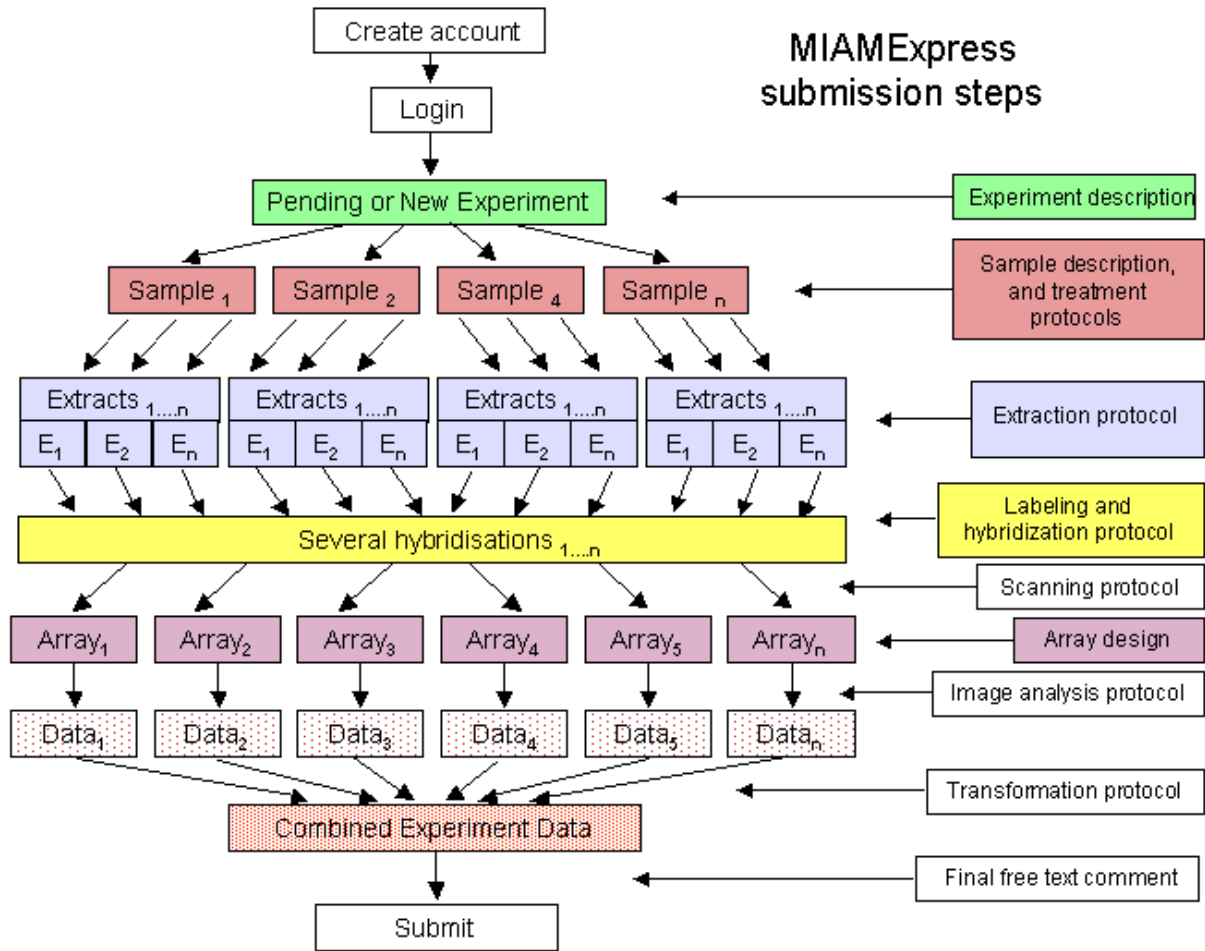 Create account
MIAMExpress
submission steps
Login
Pending or New Experiment
Experiment description
Sample 1
Sample 2
Sample 4
Sample n
Sample description,
and treatment
protocols
Extracts 1....n
Extracts 1....n
Extracts 1....n
Extracts 1....n
Extraction protocol
E1 E2 En
E1 E2 En
E1 E2 En
E1 E2 En
Labeling and
hybridization protocol
Several hybridisations 1....n
Scanning protocol
Array1
Array2
Array3
Array4
Array5
Arrayn
Array design
Image analysis protocol
Data1
Data2
Data3
Data4
Data5
Datan
Transformation protocol
Combined Experiment Data
Final free text comment
Submit